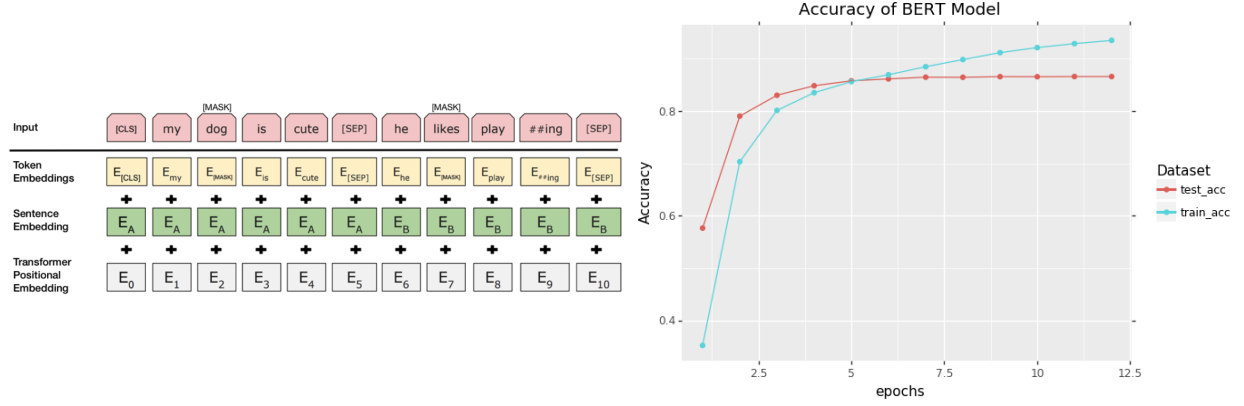 [MASK] [MASK]
Input [CLS] my dog is cute [SEP] he likes play ##ing [SEP]
Token Embeddings E[CLS] Emy E[MASK] Eis Ecute E[SEP] Ehe E[MASK] Eplay E##ing E[SEP]
+ + + + + + + + + + +
Sentence Embedding EA EA EA EA EA EA EB EB EB EB EB
+ + + + + + + + + + +
Transformer Positional Embedding E0 E1 E2 E3 E4 E5 E6 E7 E8 E9 E10
Accuracy of BERT Model
Accuracy
0.8
0.6
0.4
2.5 5 7.5 10 12.5
epochs
Dataset
test_acc
train_acc